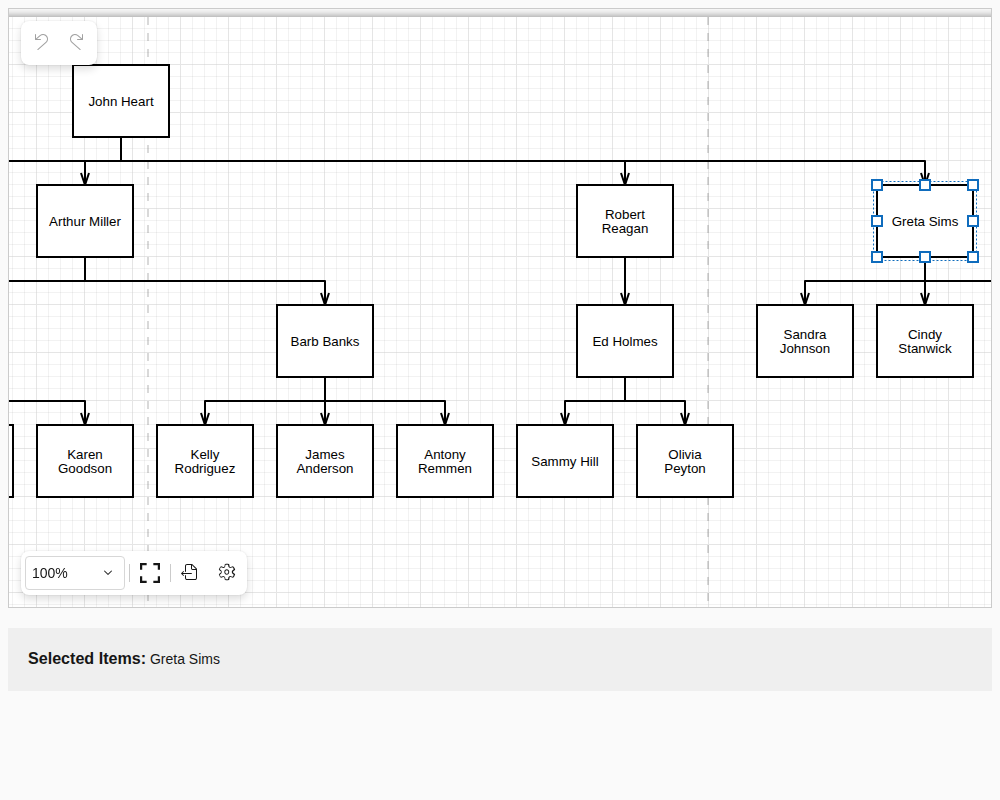 John Heart
Arthur Miller
Robert
Reagan
Greta Sims
Barb Banks
Ed Holmes
Sandra
Johnson
Cindy
Stanwick
Karen
Goodson
Kelly
Rodriguez
James
Anderson
Antony
Remmen
Sammy Hill
Olivia
Peyton
100%
Selected Items: Greta Sims